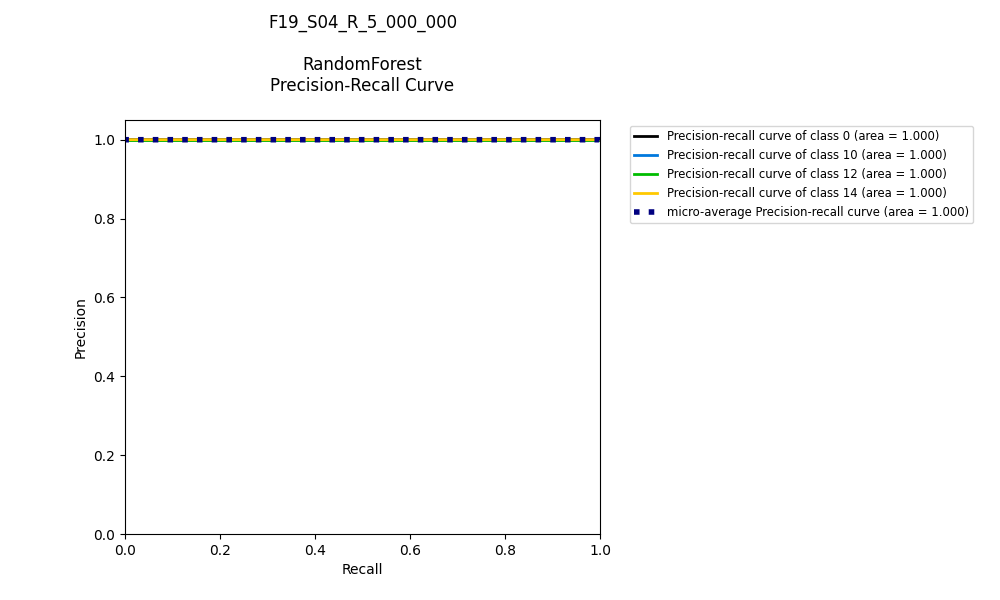 F19_S04_R_5_000_000
RandomForest
Precision-Recall Curve
1.0
0.8
0.6
0.4
0.2
0.0
Precision
0.0 0.2 0.4 0.6 0.8 1.0
Recall
Precision-recall curve of class 0 (area = 1.000)
Precision-recall curve of class 10 (area = 1.000)
Precision-recall curve of class 12 (area = 1.000)
Precision-recall curve of class 14 (area = 1.000)
micro-average Precision-recall curve (area = 1.000)